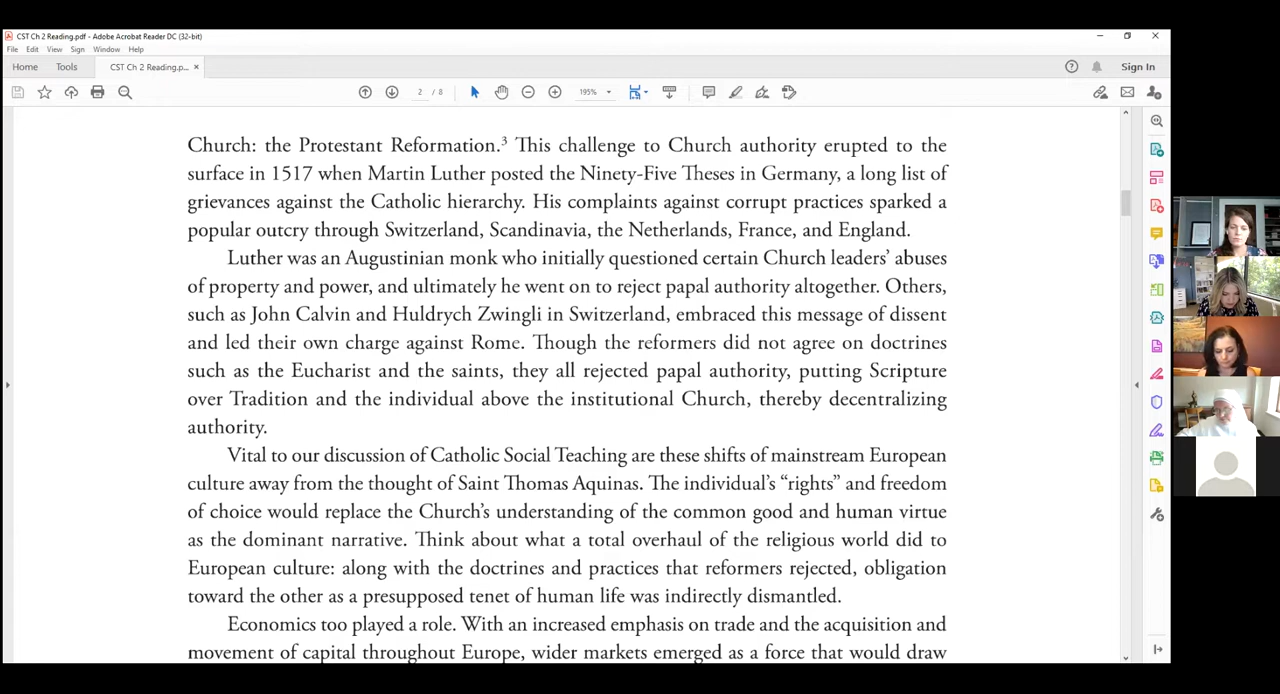 CST Ch 2 Reading.pdf - Adobe Acrobat Reader DC (32-bit)
File Edit View Sign Window Help
Home Tools CST Ch 2 Reading.p... × Sign In
2 / 8 195%
Church: the Protestant Reformation.³ This challenge to Church authority erupted to the
surface in 1517 when Martin Luther posted the Ninety-Five Theses in Germany, a long list of
grievances against the Catholic hierarchy. His complaints against corrupt practices sparked a
popular outcry through Switzerland, Scandinavia, the Netherlands, France, and England.
Luther was an Augustinian monk who initially questioned certain Church leaders’ abuses
of property and power, and ultimately he went on to reject papal authority altogether. Others,
such as John Calvin and Huldrych Zwingli in Switzerland, embraced this message of dissent
and led their own charge against Rome. Though the reformers did not agree on doctrines
such as the Eucharist and the saints, they all rejected papal authority, putting Scripture
over Tradition and the individual above the institutional Church, thereby decentralizing
authority.
Vital to our discussion of Catholic Social Teaching are these shifts of mainstream European
culture away from the thought of Saint Thomas Aquinas. The individual’s “rights” and freedom
of choice would replace the Church’s understanding of the common good and human virtue
as the dominant narrative. Think about what a total overhaul of the religious world did to
European culture: along with the doctrines and practices that reformers rejected, obligation
toward the other as a presupposed tenet of human life was indirectly dismantled.
Economics too played a role. With an increased emphasis on trade and the acquisition and
movement of capital throughout Europe, wider markets emerged as a force that would draw